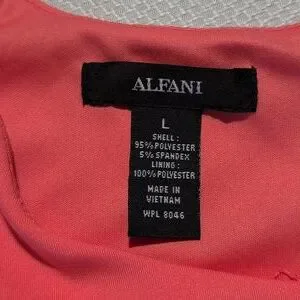 ALFANI
L
SHELL:
95% POLYESTER
5% SPANDEX
LINING:
100% POLYESTER
MADE IN
VIETNAM
WPL 8046